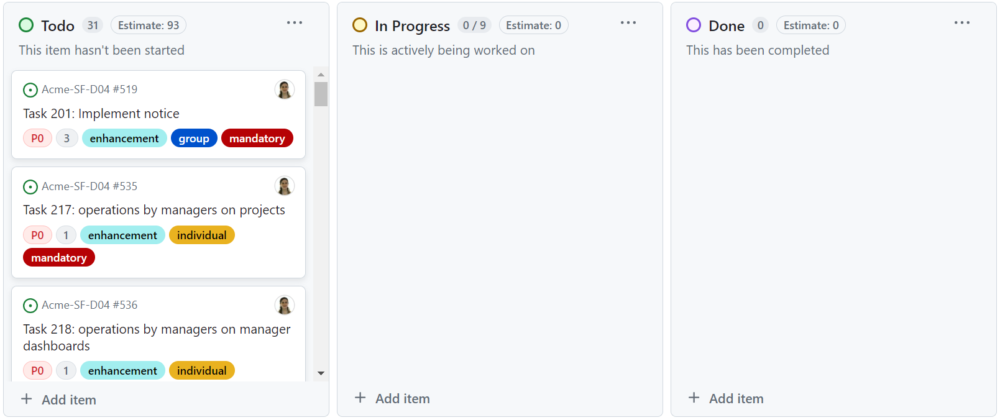 Todo 31 Estimate: 93
This item hasn't been started
Acme-SF-D04 #519
Task 201: Implement notice
P0 3 enhancement group mandatory
Acme-SF-D04 #535
Task 217: operations by managers on projects
P0 1 enhancement individual
mandatory
Acme-SF-D04 #536
Task 218: operations by managers on manager
dashboards
P0 1 enhancement individual
Add item
In Progress 0 / 9 Estimate: 0
This is actively being worked on
Add item
Done 0 Estimate: 0
This has been completed
Add item